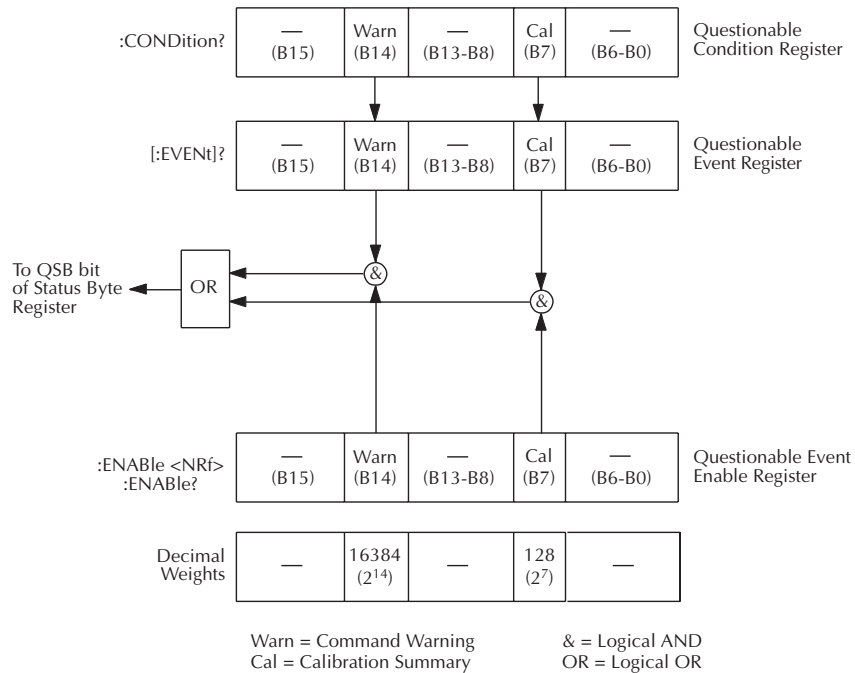 :CONDition?
—
(B15)
Warn
(B14)
—
(B13-B8)
Cal
(B7)
—
(B6-B0)
Questionable
Condition Register
[:EVENt]?
—
(B15)
Warn
(B14)
—
(B13-B8)
Cal
(B7)
—
(B6-B0)
Questionable
Event Register
To QSB bit
of Status Byte
Register
OR
&
&
:ENABle <NRf>
:ENABle?
—
(B15)
Warn
(B14)
—
(B13-B8)
Cal
(B7)
—
(B6-B0)
Questionable Event
Enable Register
Decimal
Weights
—
16384
(2¹⁴)
—
128
(2⁷)
—
Warn = Command Warning
Cal = Calibration Summary
& = Logical AND
OR = Logical OR